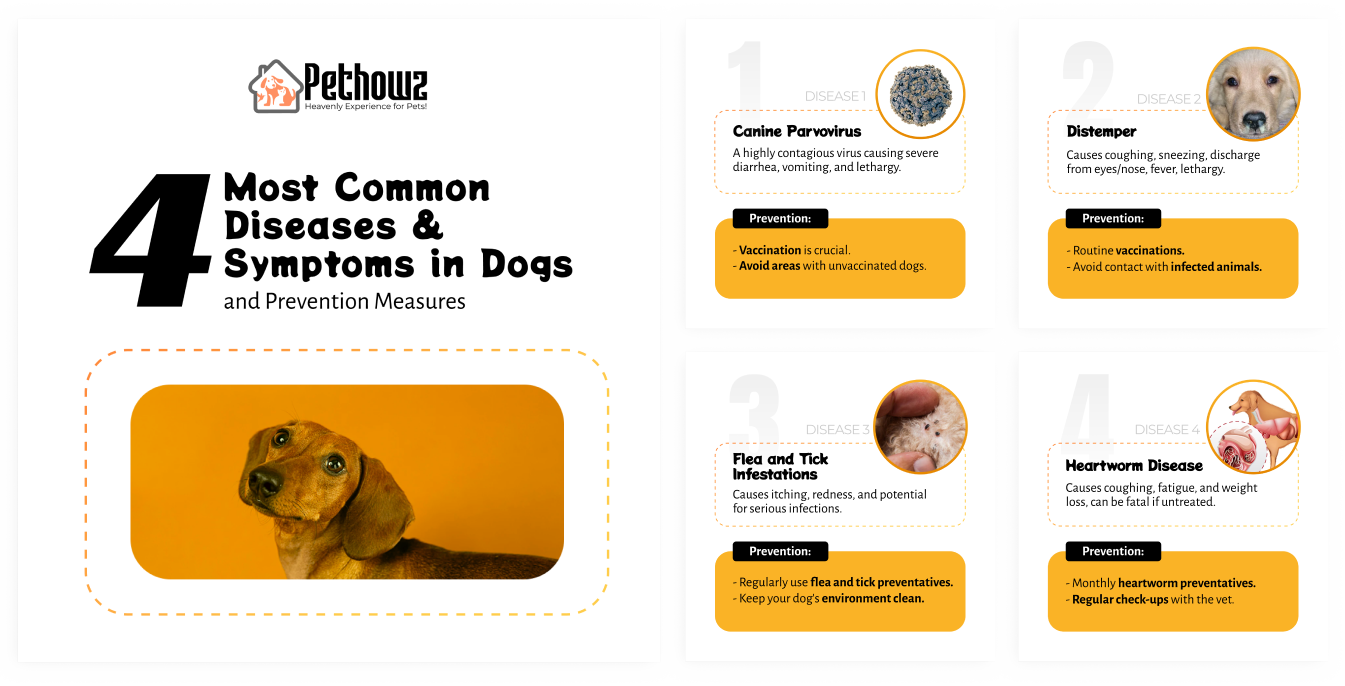 Pethowz
Heavenly Experience for Pets!
4
Most Common
Diseases &
Symptoms in Dogs
and Prevention Measures
1
DISEASE 1
Canine Parvovirus
A highly contagious virus causing severe
diarrhea, vomiting, and lethargy.
Prevention:
- Vaccination is crucial.
- Avoid areas with unvaccinated dogs.
2
DISEASE 2
Distemper
Causes coughing, sneezing, discharge
from eyes/nose, fever, lethargy.
Prevention:
- Routine vaccinations.
- Avoid contact with infected animals.
3
DISEASE 3
Flea and Tick
Infestations
Causes itching, redness, and potential
for serious infections.
Prevention:
- Regularly use flea and tick preventatives.
- Keep your dog's environment clean.
4
DISEASE 4
Heartworm Disease
Causes coughing, fatigue, and weight
loss, can be fatal if untreated.
Prevention:
- Monthly heartworm preventatives.
- Regular check-ups with the vet.